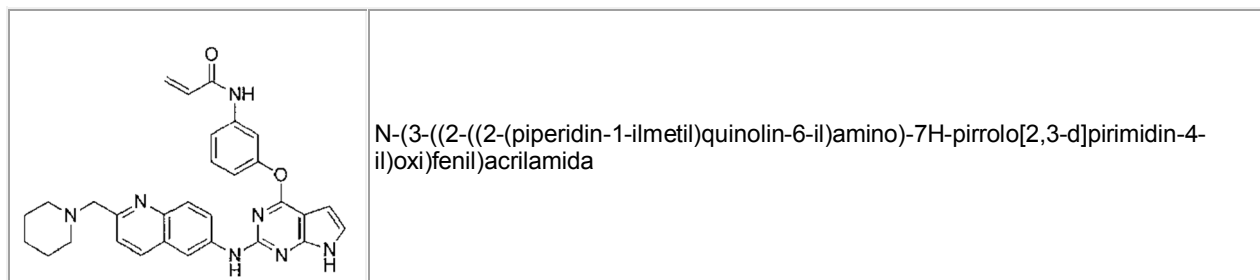 O
NH
O
N
N
N
N
H
N
N
H
N-(3-((2-((2-(piperidin-1-ilmetil)quinolin-6-il)amino)-7H-pirrolo[2,3-d]pirimidin-4-
il)oxi)fenil)acrilamida